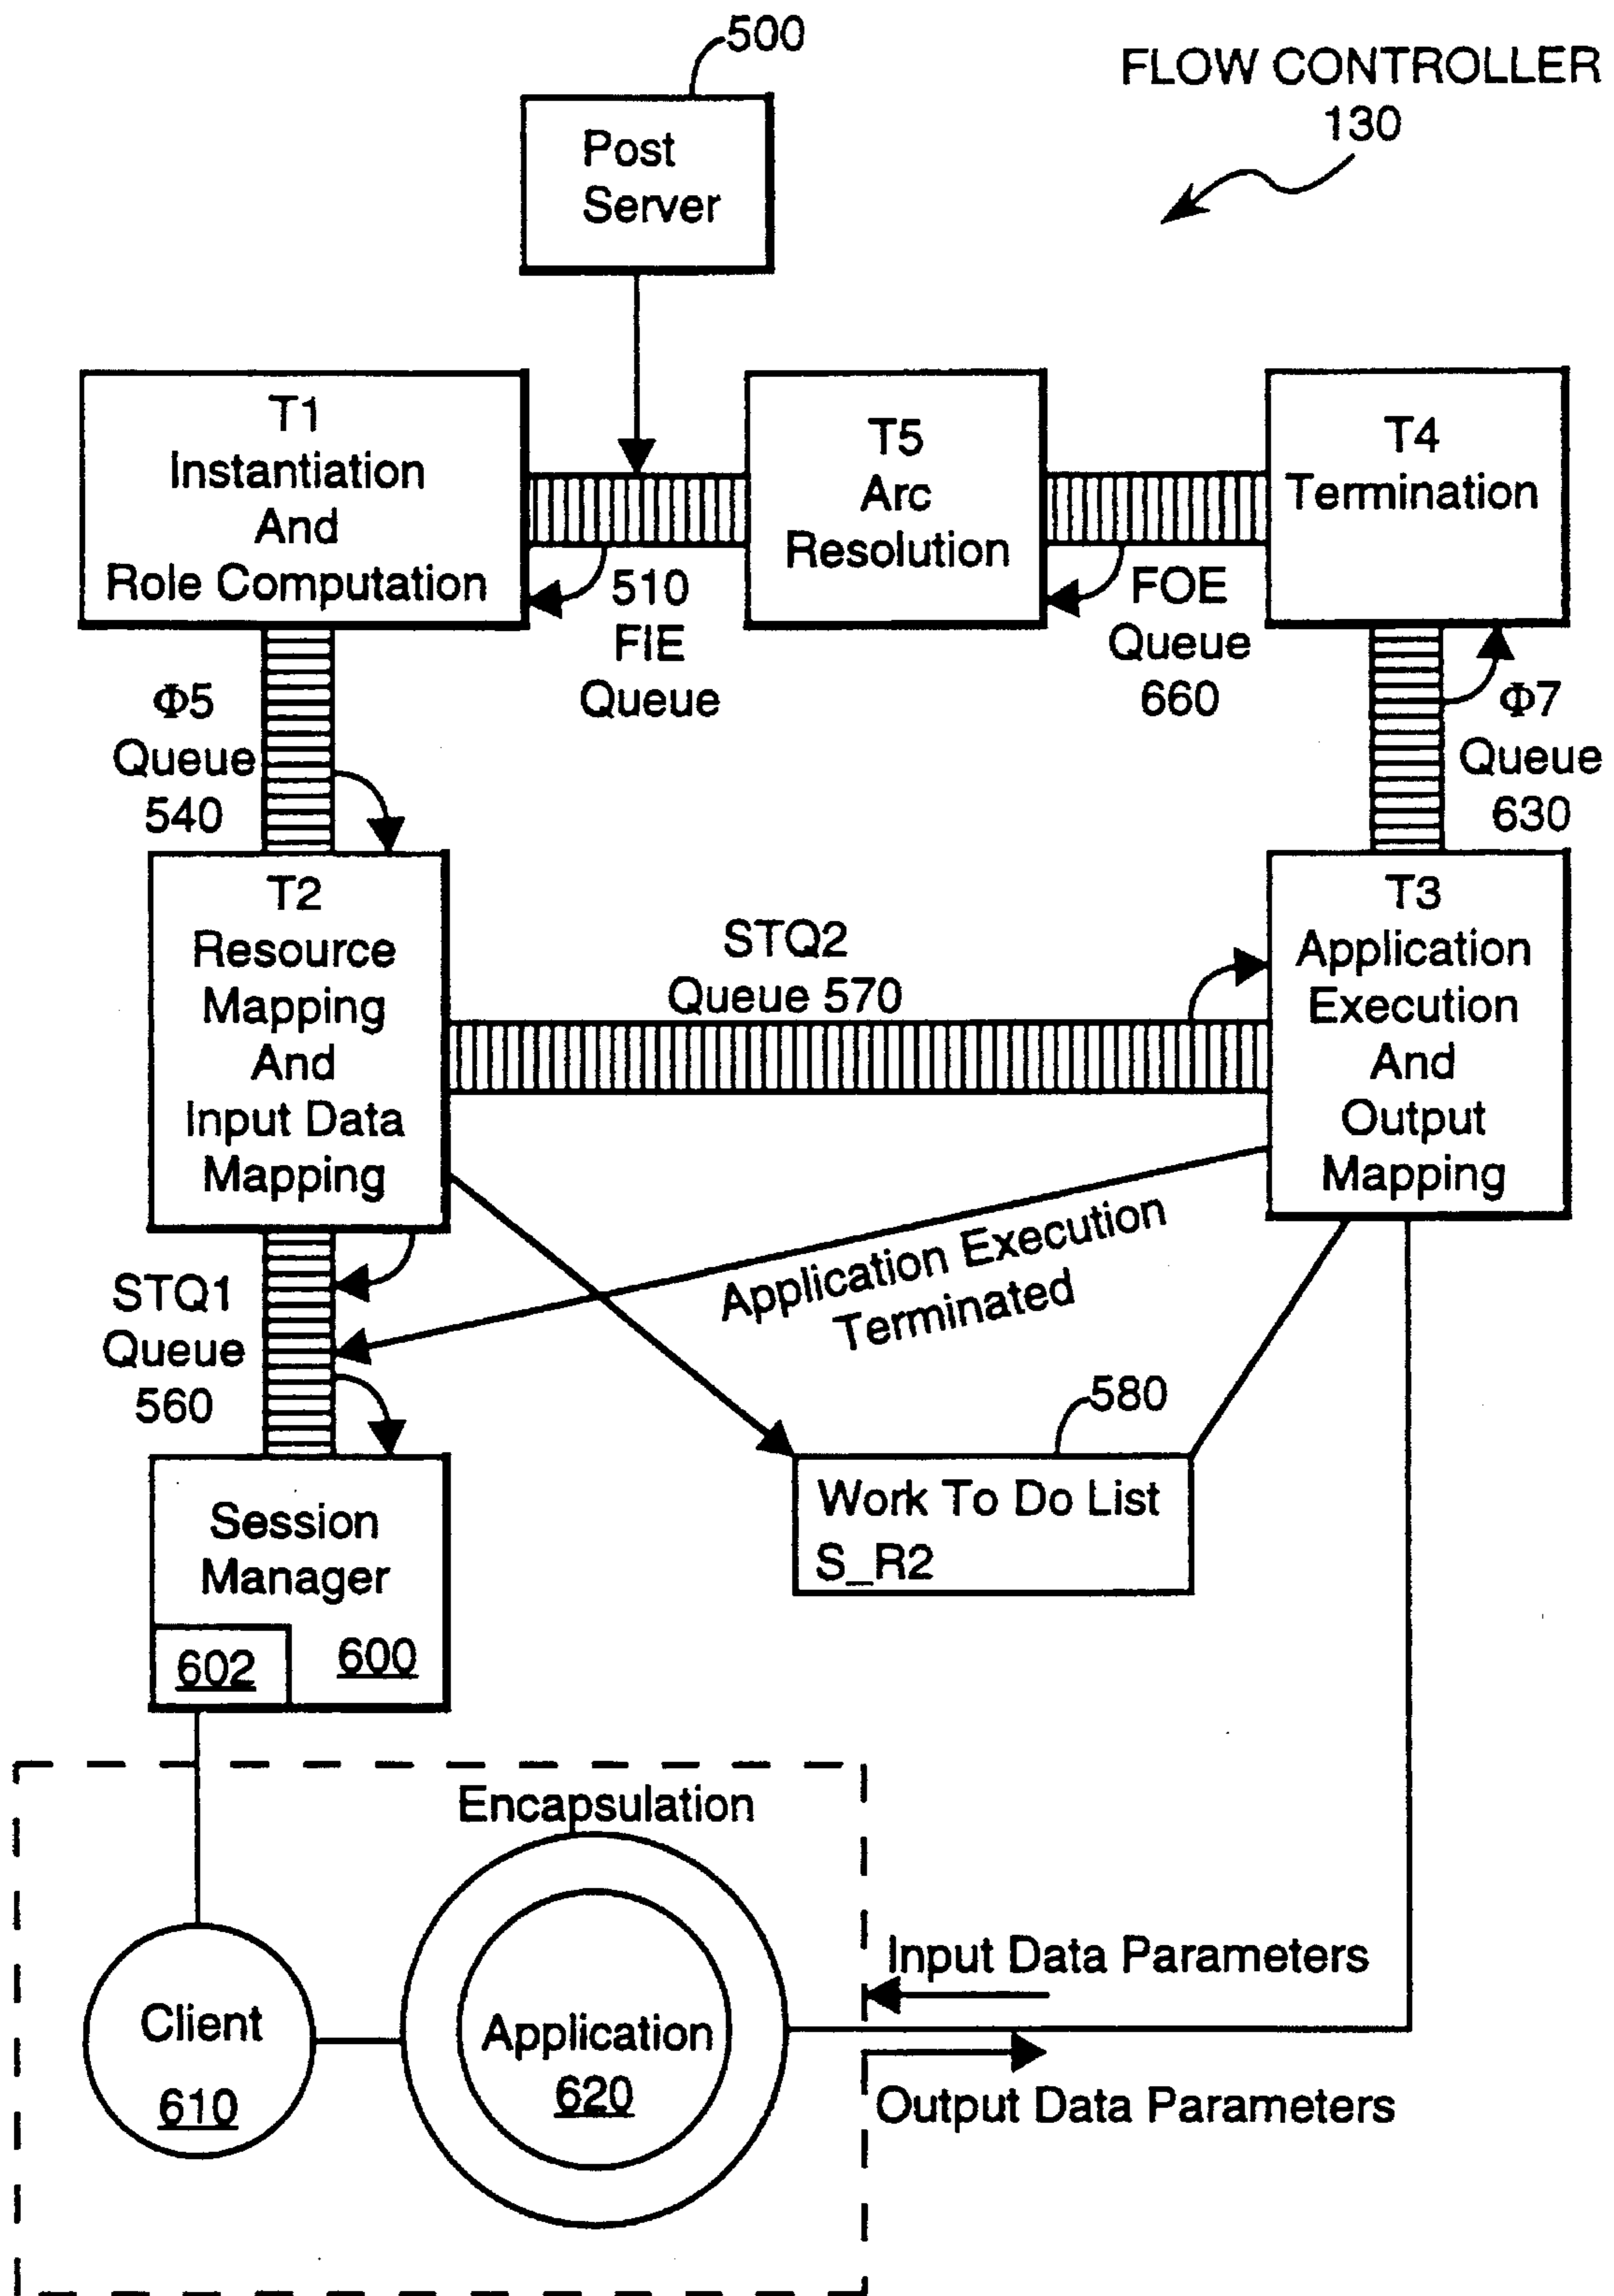 500
FLOW CONTROLLER
130
Post
Server
T1
Instantiation
And
Role Computation
T5
Arc
Resolution
T4
Termination
510
FIE
Queue
FOE
Queue
660
Φ5
Queue
540
Φ7
Queue
630
T2
Resource
Mapping
And
Input Data
Mapping
STQ2
Queue 570
T3
Application
Execution
And
Output
Mapping
Application Execution
Terminated
STQ1
Queue
560
580
Work To Do List
S_R2
Session
Manager
600
602
Encapsulation
Client
610
Application
620
Input Data Parameters
Output Data Parameters